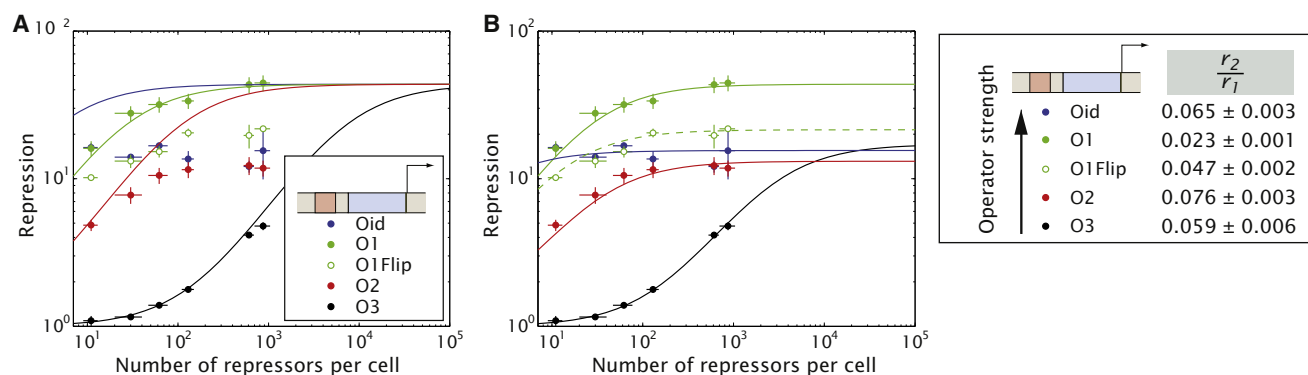 A
10 2
10 1
10 0
Repression
10 1
10 2
10 3
10 4
10 5
Number of repressors per cell
Oid
O1
O1Flip
O2
O3
B
10 2
10 1
10 0
Repression
10 1
10 2
10 3
10 4
10 5
Number of repressors per cell
Operator strength
r2
r1
Oid 0.065 ± 0.003
O1 0.023 ± 0.001
O1Flip 0.047 ± 0.002
O2 0.076 ± 0.003
O3 0.059 ± 0.006